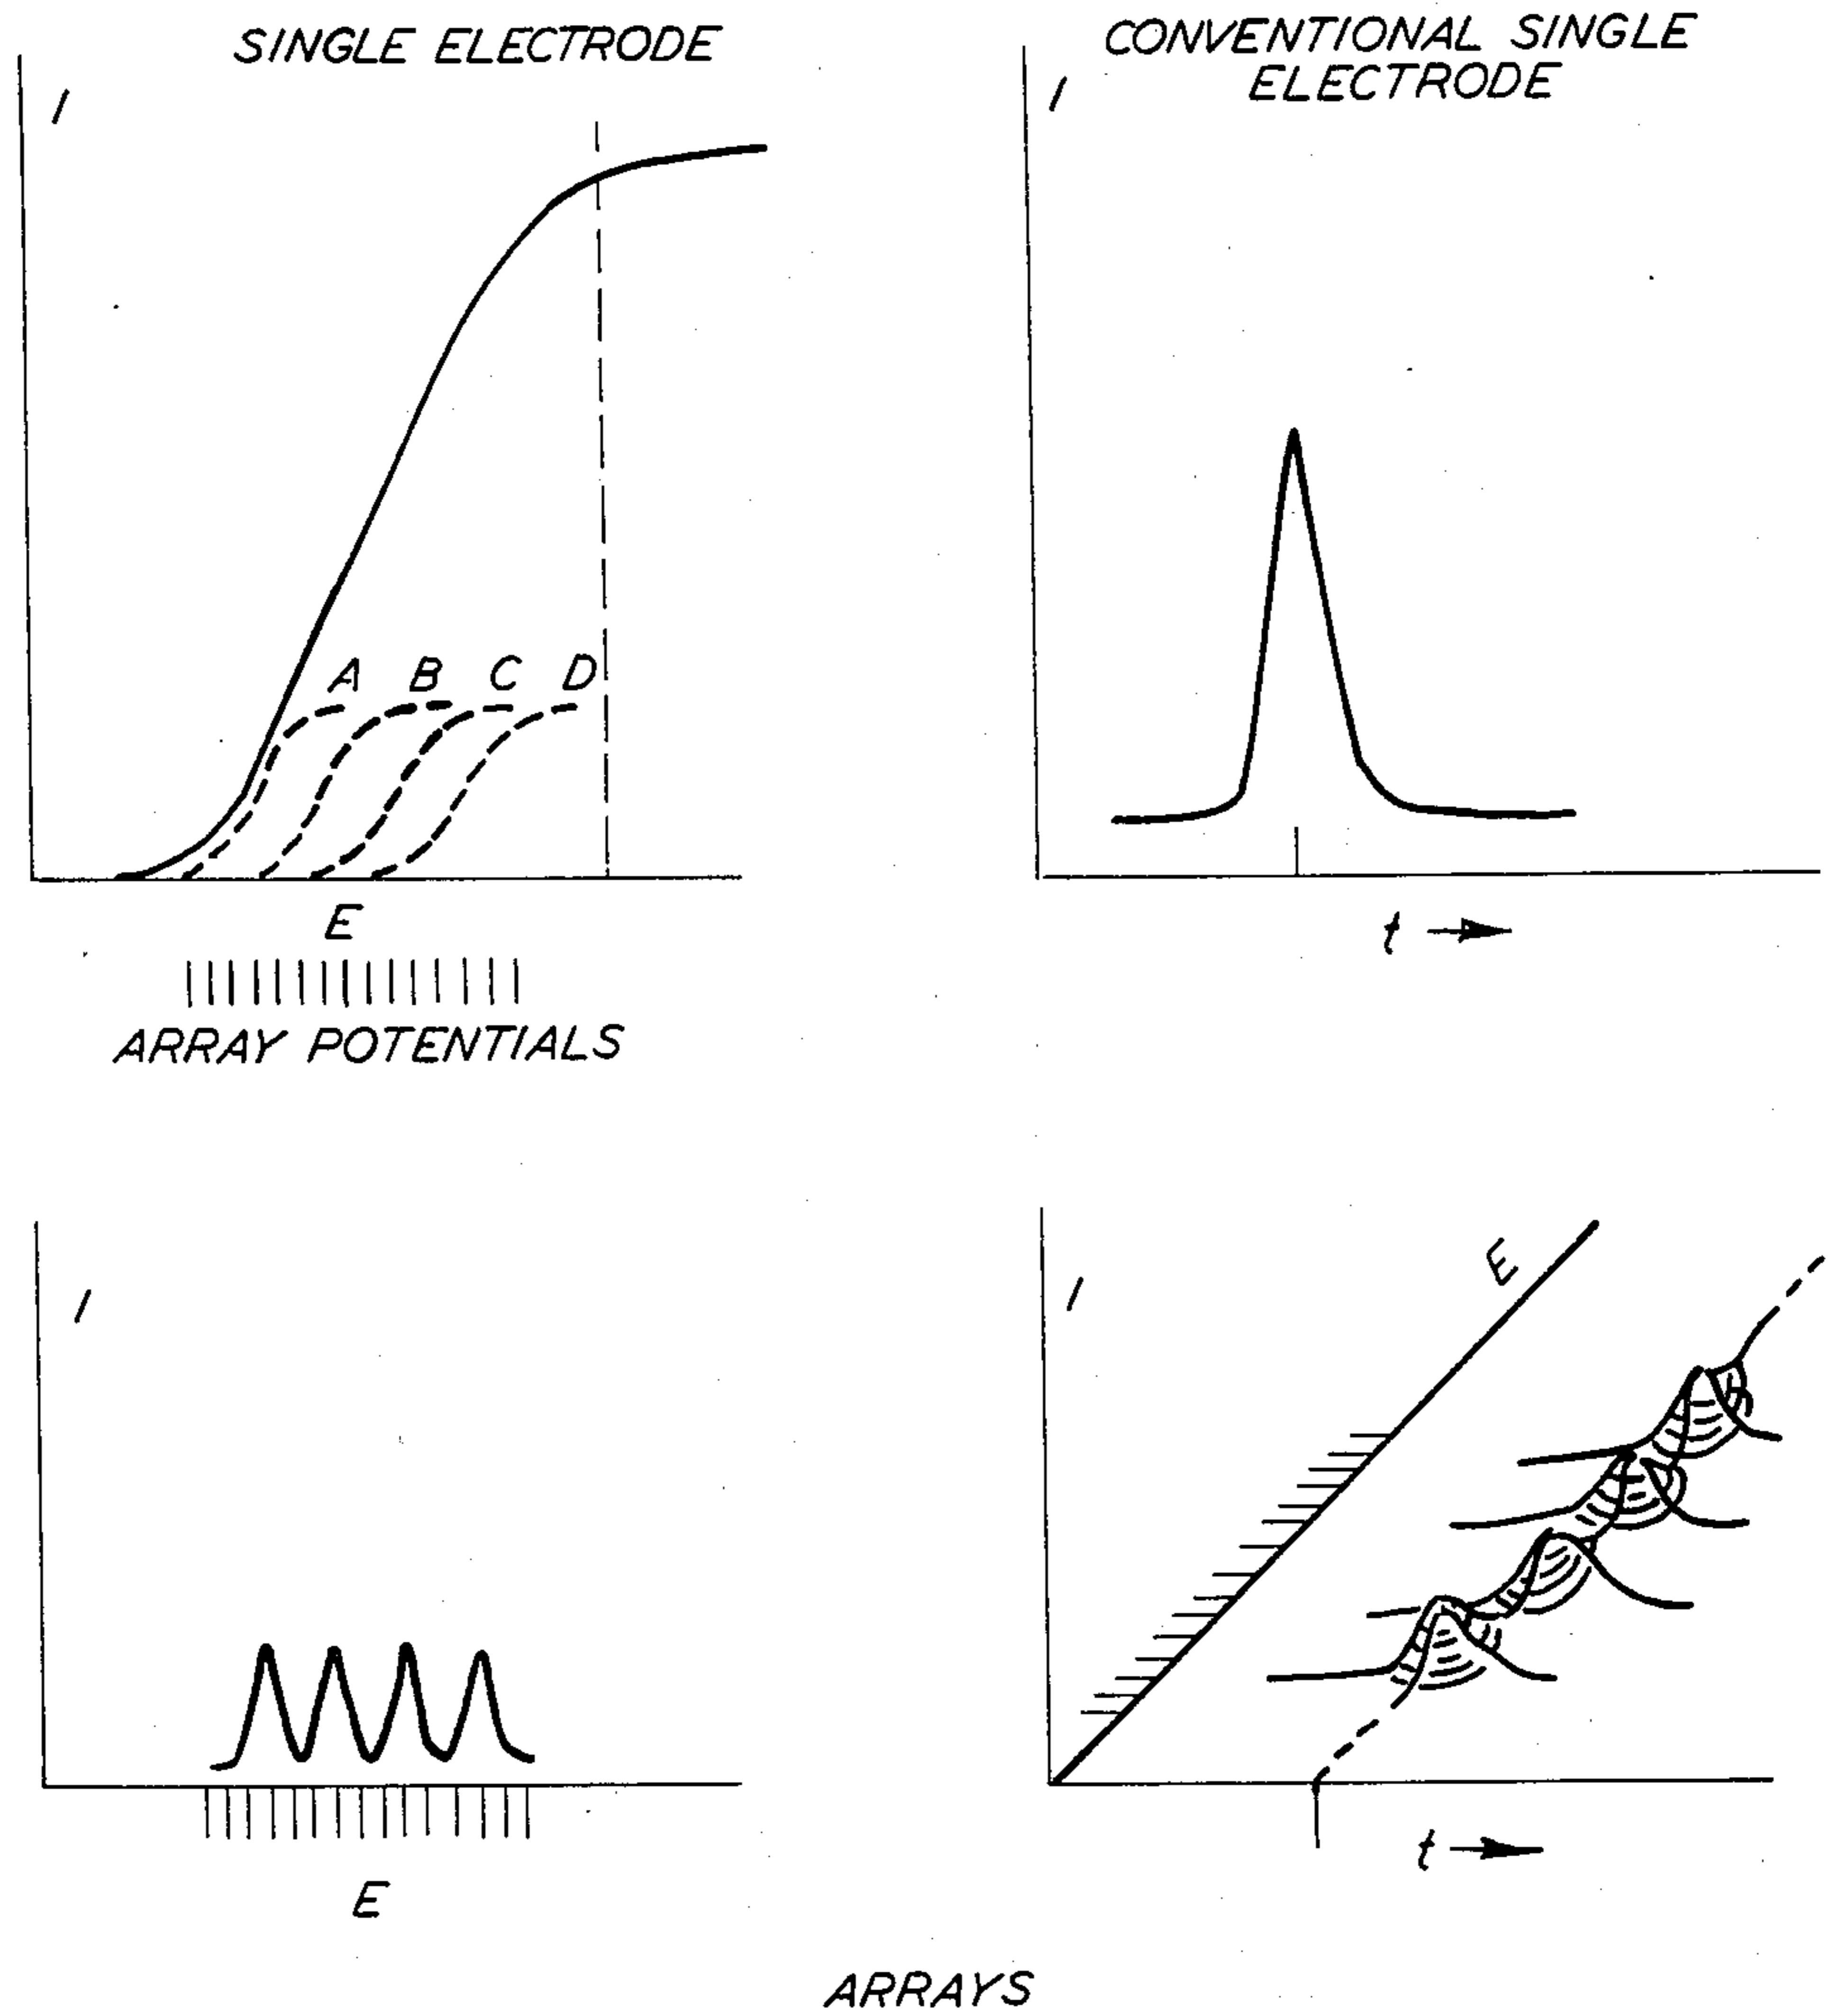 SINGLE ELECTRODE
CONVENTIONAL SINGLE
ELECTRODE
I
I
A B C D
E
t
ARRAY POTENTIALS
I
I
E
t
E
ARRAYS